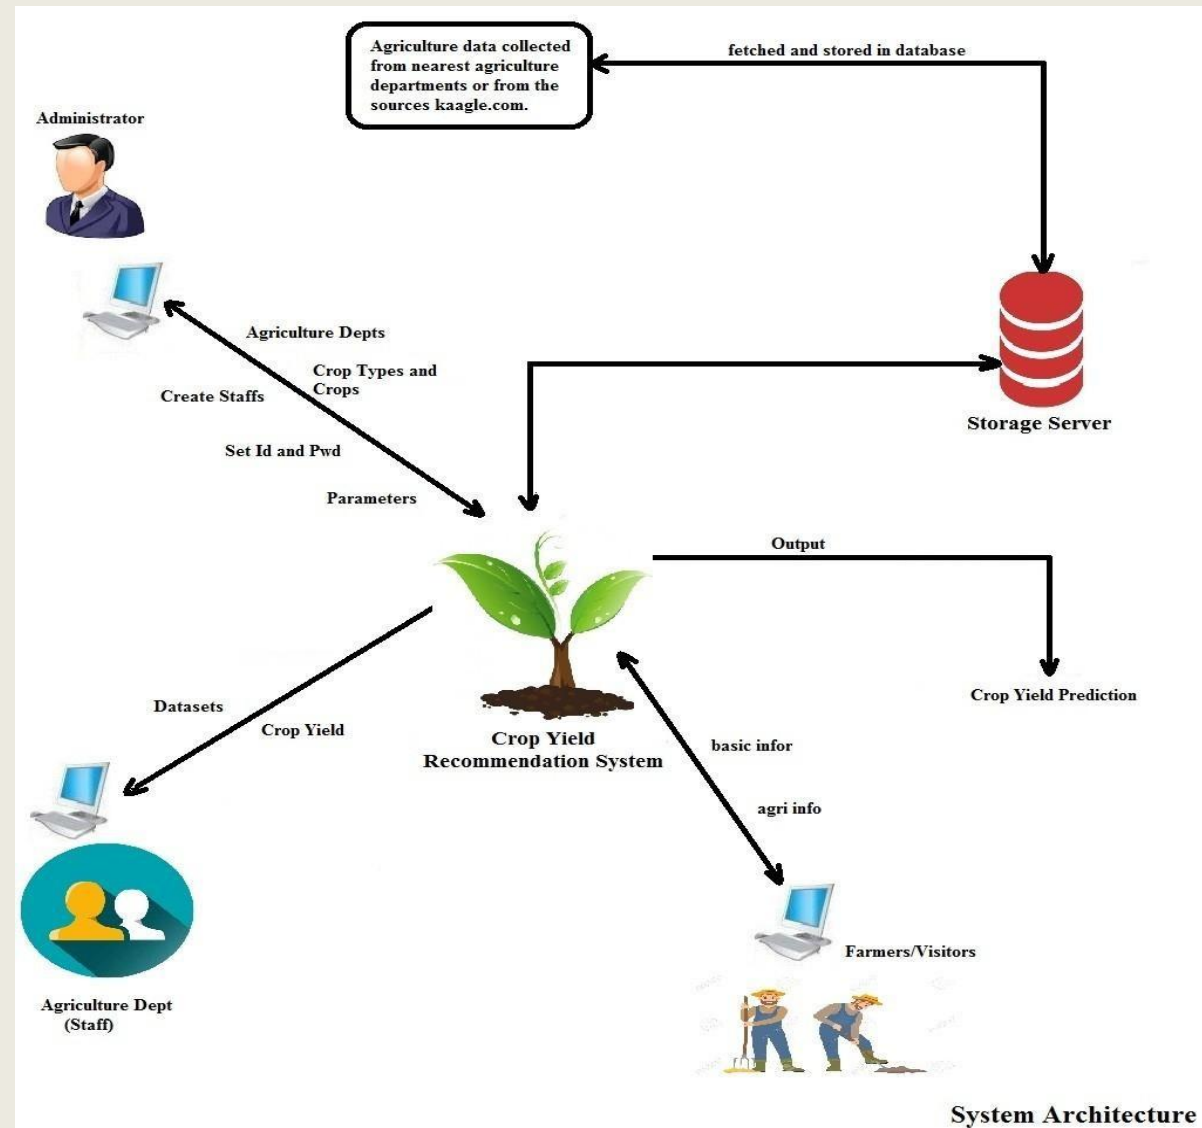 Agriculture data collected
from nearest agriculture
departments or from the
sources kaagle.com.
fetched and stored in database
Administrator
Agriculture Depts
Crop Types and
Crops
Create Staffs
Set Id and Pwd
Parameters
Storage Server
Output
Crop Yield Prediction
Datasets
Crop Yield
Crop Yield
Recommendation System
basic infor
agri info
Farmers/Visitors
Agriculture Dept
(Staff)
System Architecture